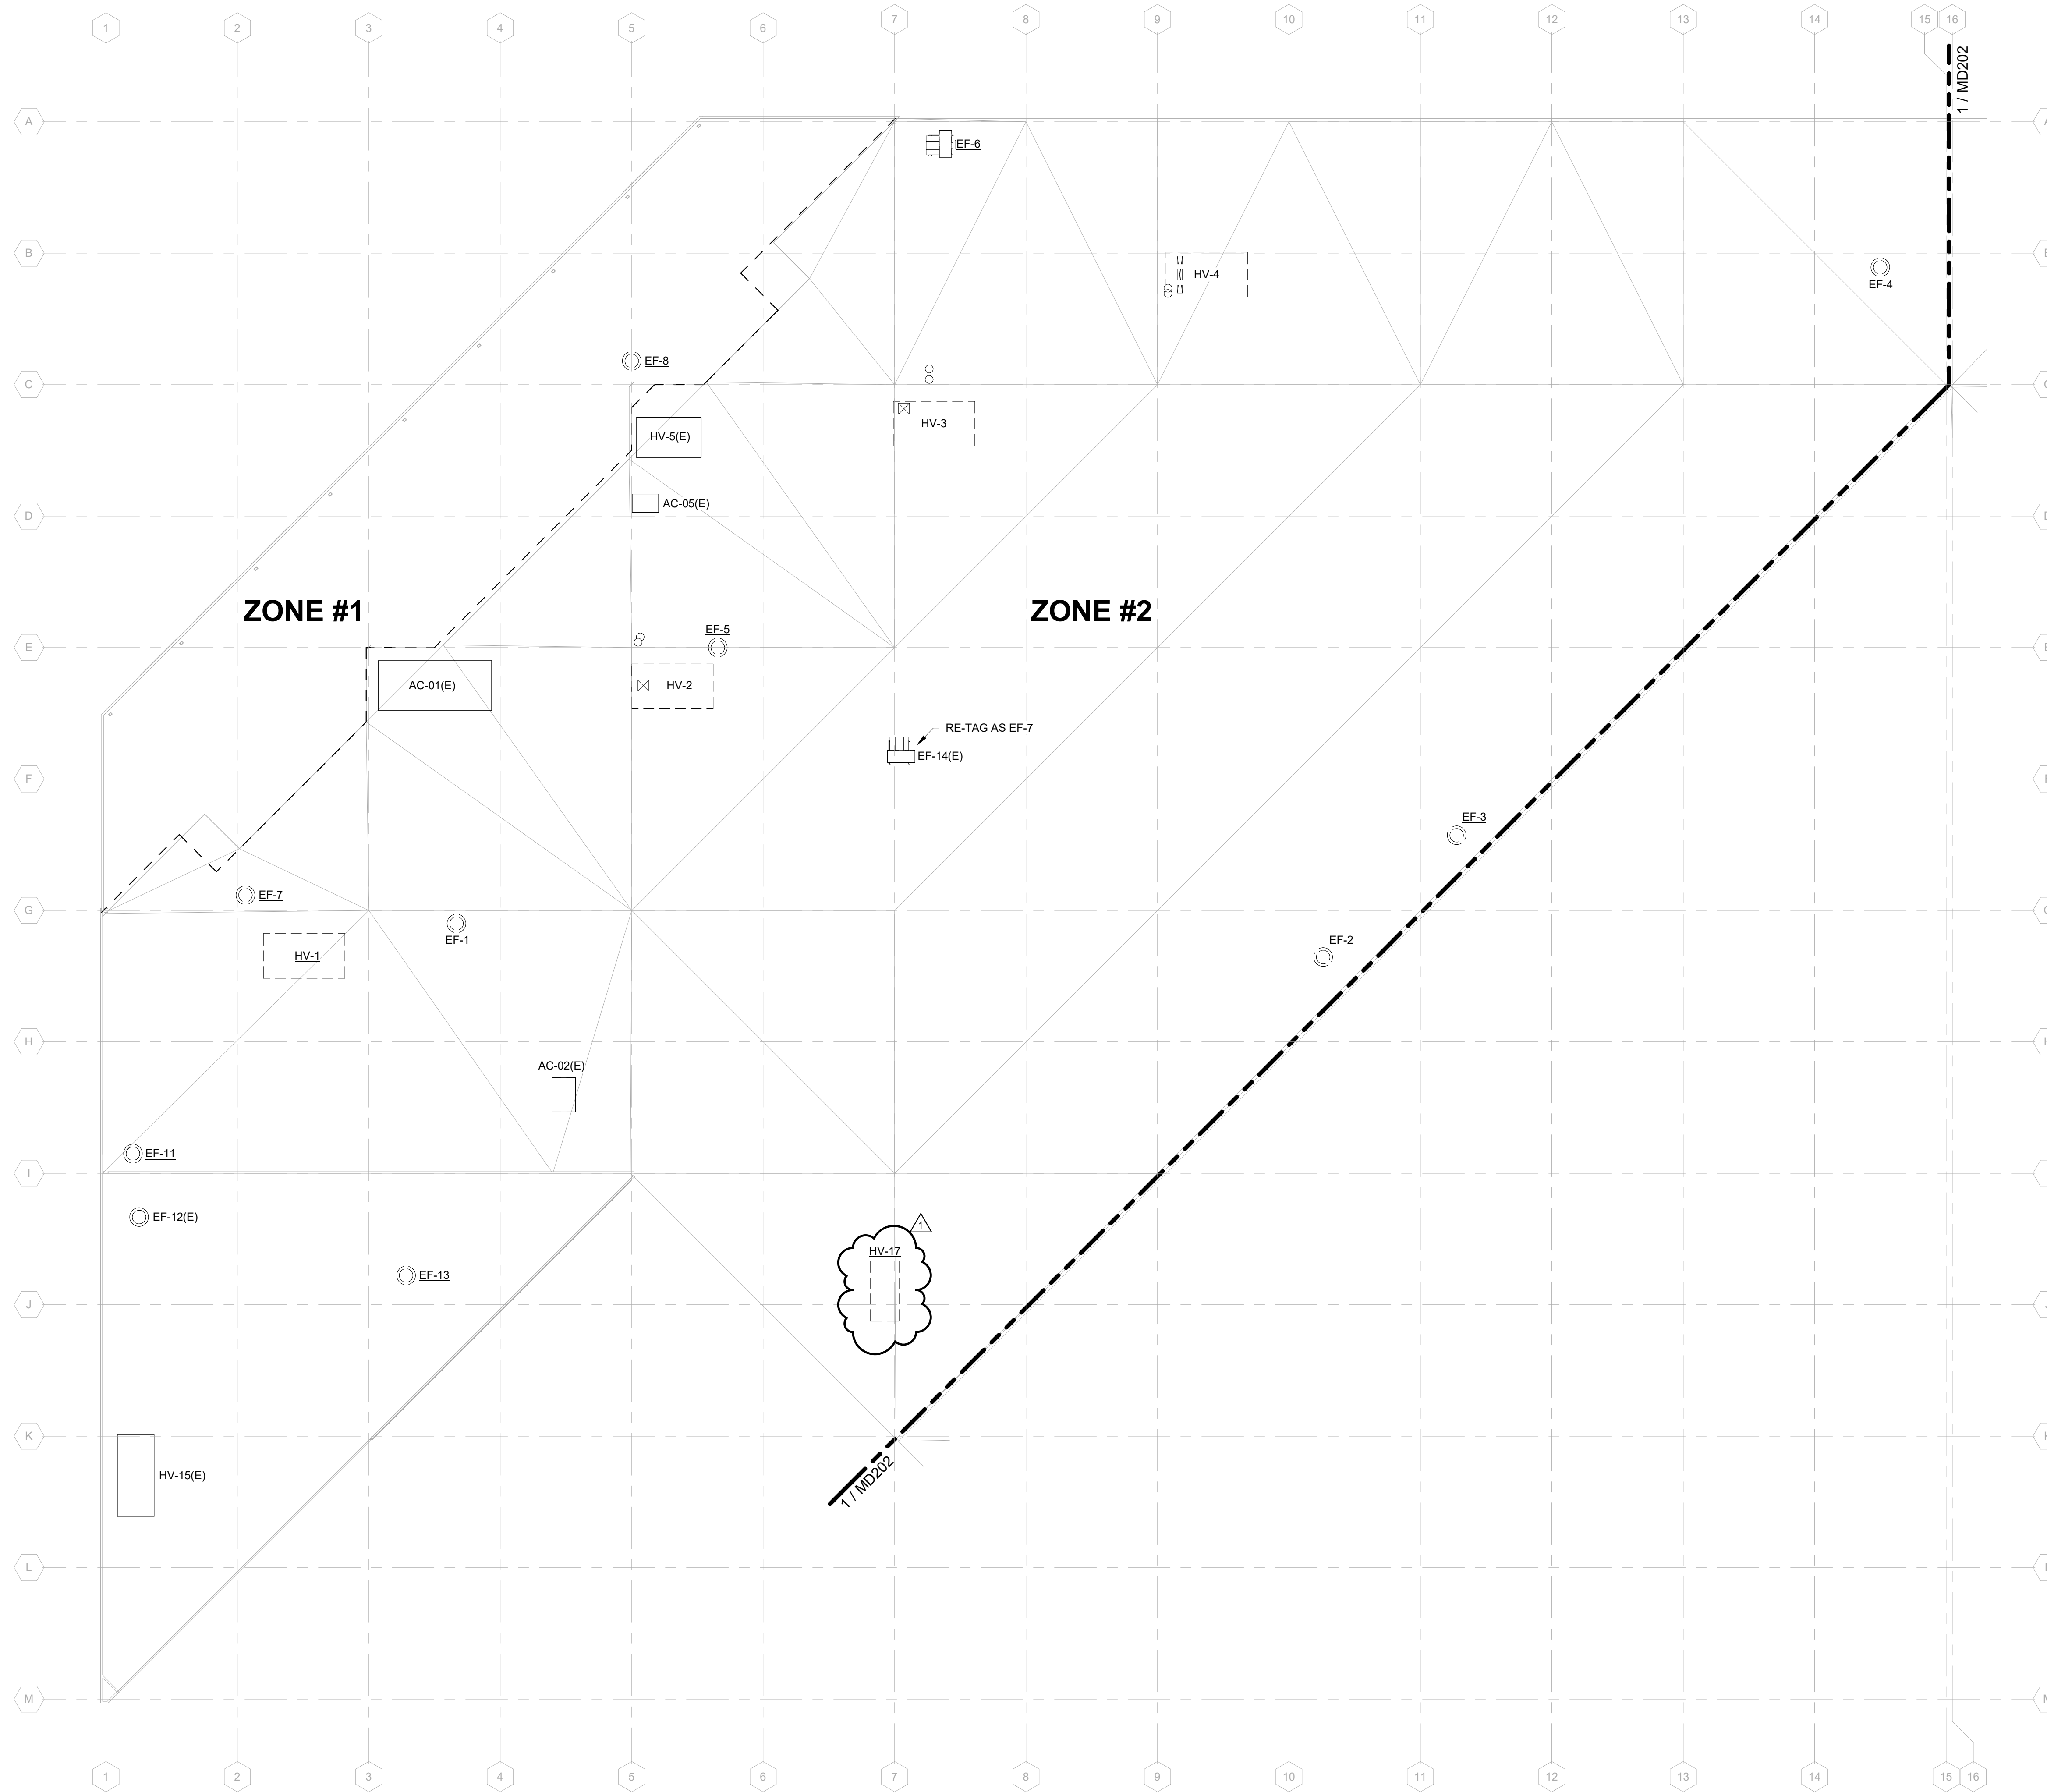 1 2 3 4 5 6 7 8 9 10 11 12 13 14 15 16
1 / MD202
A
EF-6
B
HV-4
EF-4
EF-8
C
HV-3
HV-5(E)
AC-05(E)
D
ZONE #1
ZONE #2
EF-5
E
AC-01(E)
HV-2
RE-TAG AS EF-7
EF-14(E)
F
EF-3
EF-7
G
EF-1
EF-2
HV-1
H
AC-02(E)
EF-11
I
EF-12(E)
1
HV-17
EF-13
J
K
1 / MD202
HV-15(E)
L
M
1 2 3 4 5 6 7 8 9 10 11 12 13 14 15 16